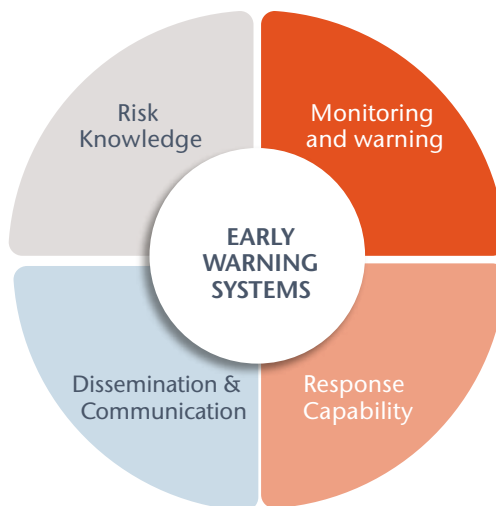 Risk
Knowledge
Monitoring
and warning
EARLY
WARNING
SYSTEMS
Dissemination &
Communication
Response
Capability